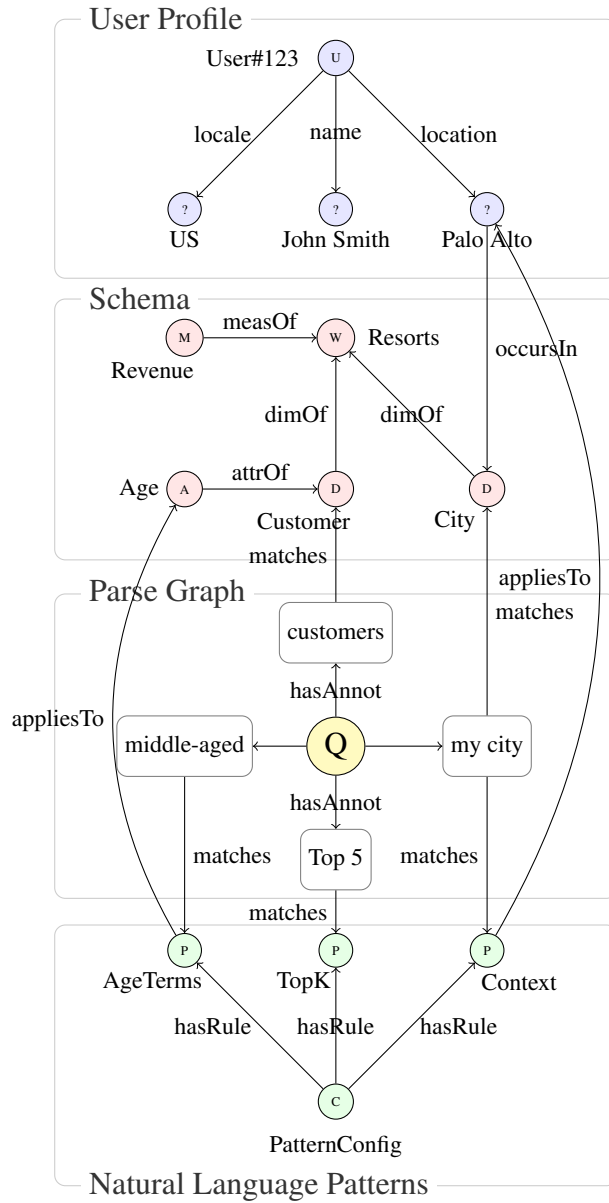 User Profile
User#123
U
locale
name
location
?
?
?
US
John Smith
Palo Alto
Schema
measOf
M
W
Resorts
occursIn
Revenue
dimOf
dimOf
Age
A
attrOf
D
D
Customer
City
matches
Parse Graph
appliesTo
matches
customers
hasAnnot
appliesTo
middle-aged
Q
my city
hasAnnot
matches
Top 5
matches
matches
P
P
P
AgeTerms
TopK
Context
hasRule
hasRule
hasRule
C
PatternConfig
Natural Language Patterns